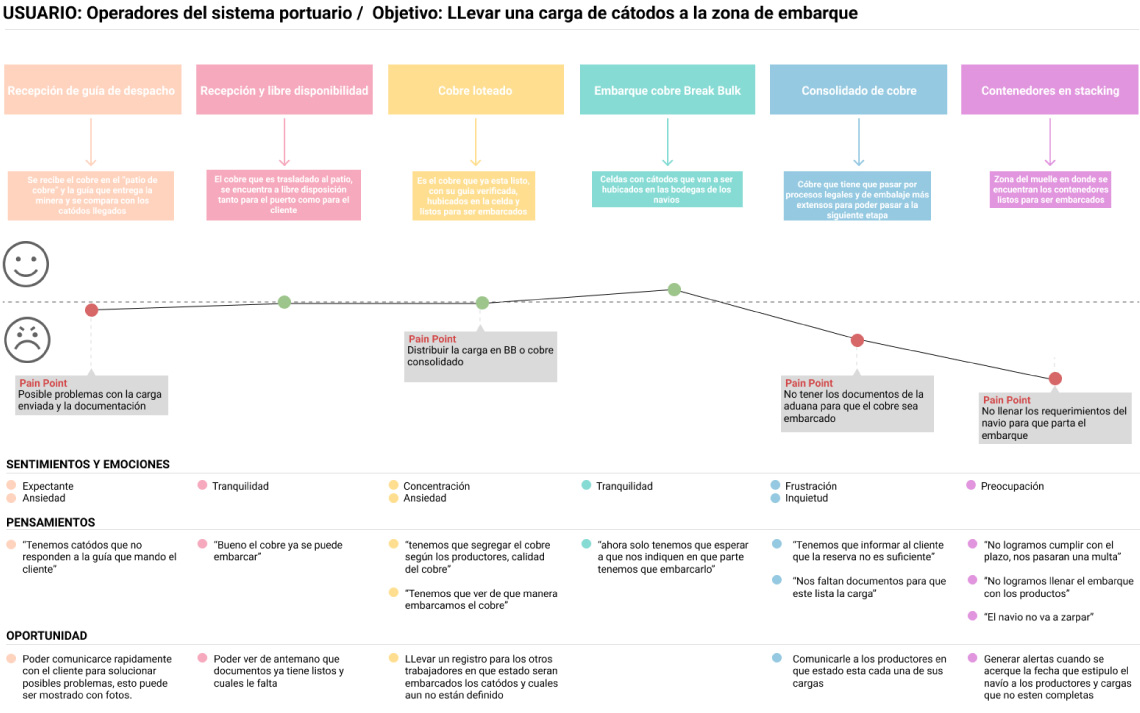 USUARIO: Operadores del sistema portuario / Objetivo: LLevar una carga de cátodos a la zona de embarque
Recepción de guía de despacho
Recepción y libre disponibilidad
Cobre loteado
Embarque cobre Break Bulk
Consolidado de cobre
Contenedores en stacking
Se recibe el cobre en el "patio de
cobre" y la guía que entrega la
minera y se compara con los
catódos llegados
El cobre que es trasladado al patio,
se encuentra a libre disposición
tanto para el puerto como para el
cliente
Es el cobre que ya esta listo,
con su guía verificada,
hubicados en la celda y
listos para ser embarcados
Celdas con cátodos que van a ser
hubicados en las bodegas de los
navios
Cóbre que tiene que pasar por
procesos legales y de embalaje más
extensos para poder pasar a la
siguiente etapa
Zona del muelle en donde se
encuentran los contenedores
listos para ser embarcados
Pain Point
Posible problemas con la carga
enviada y la documentación
Pain Point
Distribuir la carga en BB o cobre
consolidado
Pain Point
No tener los documentos de la
aduana para que el cobre sea
embarcado
Pain Point
No llenar los requerimientos del
navio para que parta el
embarque
SENTIMIENTOS Y EMOCIONES
Expectante
Ansiedad
Tranquilidad
Concentración
Ansiedad
Tranquilidad
Frustración
Inquietud
Preocupación
PENSAMIENTOS
"Tenemos catódos que no
responden a la guía que mando el
cliente"
"Bueno el cobre ya se puede
embarcar"
"tenemos que segregar el cobre
según los productores, calidad
del cobre"
"Tenemos que ver de que manera
embarcamos el cobre"
"ahora solo tenemos que esperar
a que nos indiquen en que parte
tenemos que embarcarlo"
"Tenemos que informar al cliente
que la reserva no es suficiente"
"Nos faltan documentos para que
este lista la carga"
"No logramos cumplir con el
plazo, nos pasaran una multa"
"No logramos llenar el embarque
con los productos"
"El navio no va a zarpar"
OPORTUNIDAD
Poder comunicarce rapidamente
con el cliente para solucionar
posibles problemas, esto puede
ser mostrado con fotos.
Poder ver de antemano que
documentos ya tiene listos y
cuales le falta
LLevar un registro para los otros
trabajadores en que estado seran
embarcados los catódos y cuales
aun no están definido
Comunicarle a los productores en
que estado esta cada una de sus
cargas
Generar alertas cuando se
acerque la fecha que estipulo el
navío a los productores y cargas
que no esten completas